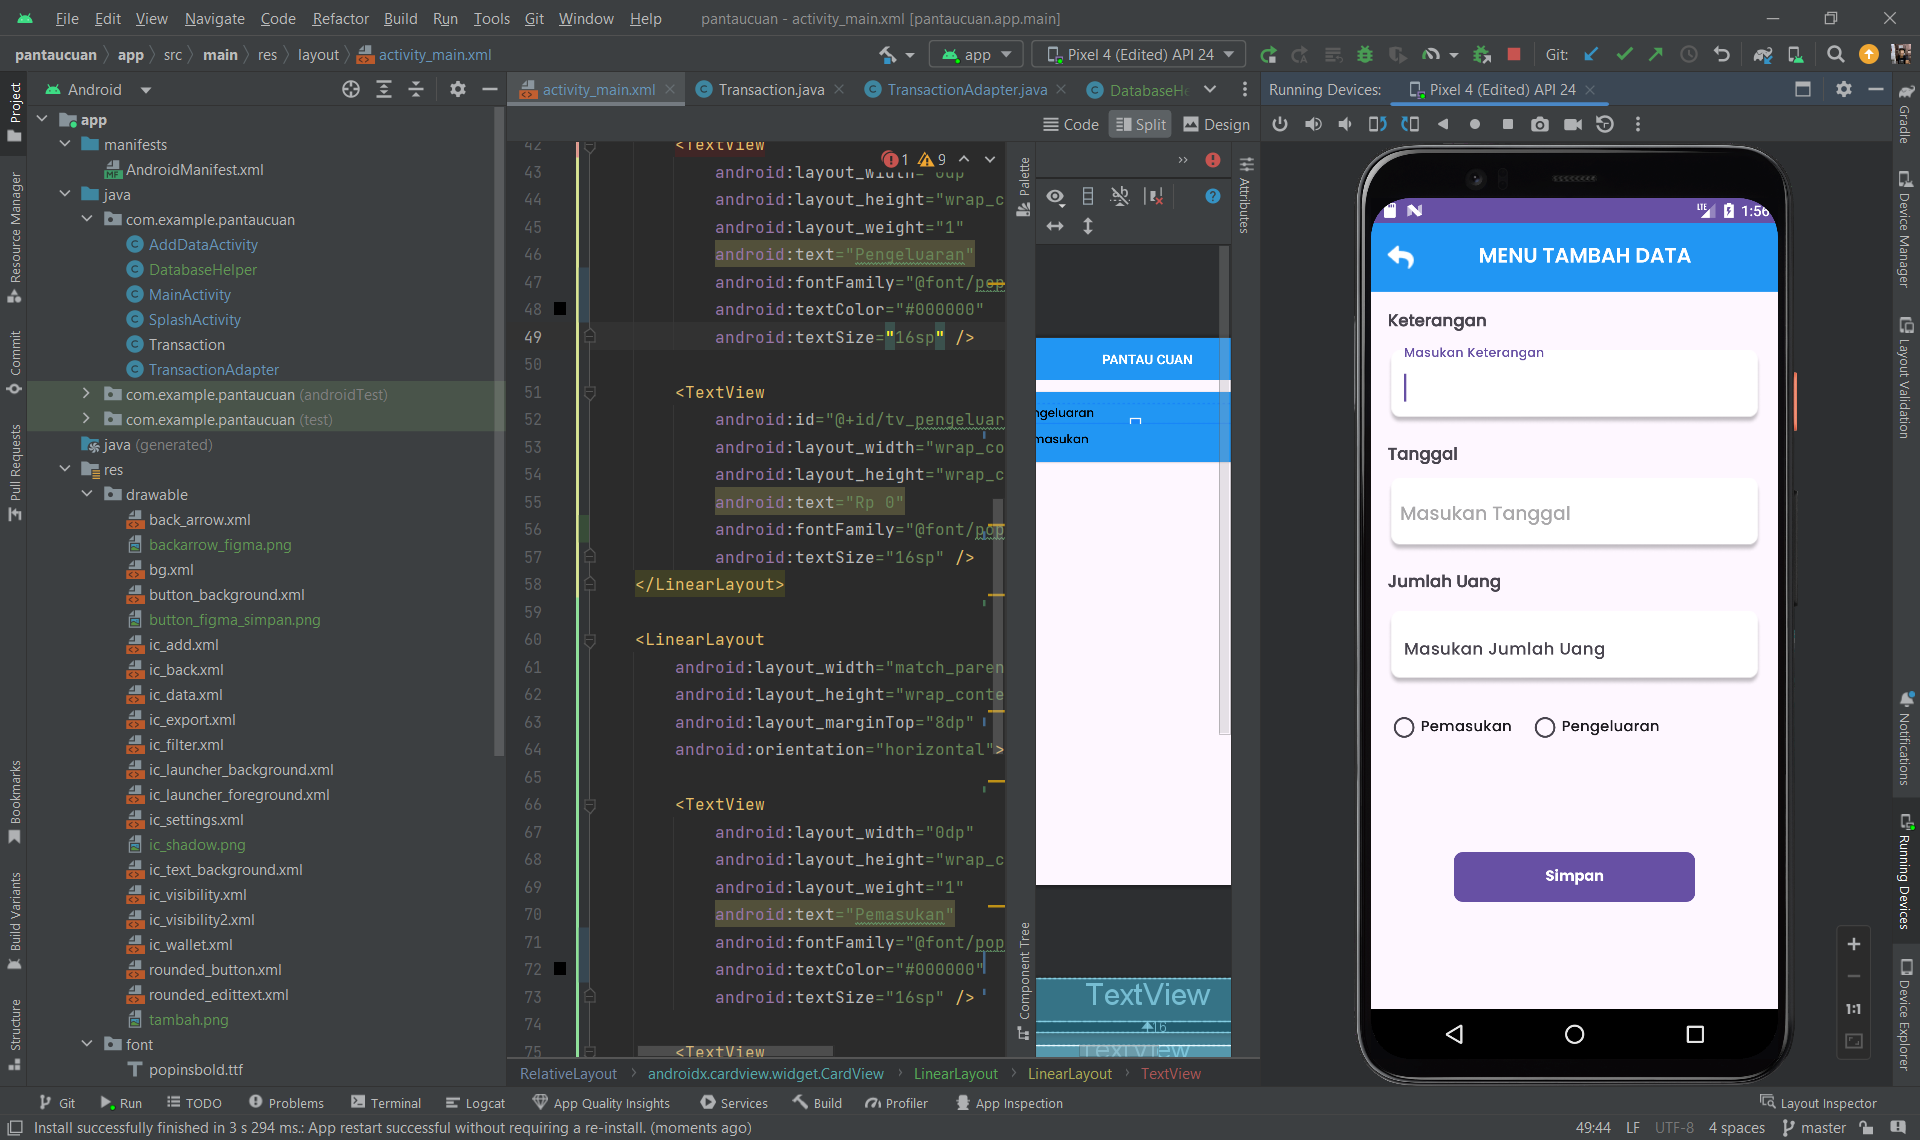 File Edit View Navigate Code Refactor Build Run Tools Git Window Help pantaucuan - activity_main.xml [pantaucuan.app.main]
pantaucuan app src main res layout activity_main.xml app Pixel 4 (Edited) API 24 Git:
Android activity_main.xml Transaction.java TransactionAdapter.java DatabaseHe Running Devices: Pixel 4 (Edited) API 24
Code Split Design
Project
Resource Manager
Commit
Pull Requests
Bookmarks
Build Variants
Structure
app
manifests
AndroidManifest.xml
java
com.example.pantaucuan
AddDataActivity
DatabaseHelper
MainActivity
SplashActivity
Transaction
TransactionAdapter
com.example.pantaucuan (androidTest)
com.example.pantaucuan (test)
java (generated)
res
drawable
back_arrow.xml
backarrow_figma.png
bg.xml
button_background.xml
button_figma_simpan.png
ic_add.xml
ic_back.xml
ic_data.xml
ic_export.xml
ic_filter.xml
ic_launcher_background.xml
ic_launcher_foreground.xml
ic_settings.xml
ic_shadow.png
ic_text_background.xml
ic_visibility.xml
ic_visibility2.xml
ic_wallet.xml
rounded_button.xml
rounded_edittext.xml
tambah.png
font
popinsbold.ttf
1 9
42 <TextView
43 android:layout_width="0dp"
44 android:layout_height="wrap_c
45 android:layout_weight="1"
46 android:text="Pengeluaran"
47 android:fontFamily="@font/pop
48 android:textColor="#000000"
49 android:textSize="16sp" />
50
51 <TextView
52 android:id="@+id/tv_pengeluar
53 android:layout_width="wrap_co
54 android:layout_height="wrap_c
55 android:text="Rp 0"
56 android:fontFamily="@font/pop
57 android:textSize="16sp" />
58 </LinearLayout>
59
60 <LinearLayout
61 android:layout_width="match_paren
62 android:layout_height="wrap_conte
63 android:layout_marginTop="8dp"
64 android:orientation="horizontal">
65
66 <TextView
67 android:layout_width="0dp"
68 android:layout_height="wrap_c
69 android:layout_weight="1"
70 android:text="Pemasukan"
71 android:fontFamily="@font/pop
72 android:textColor="#000000"
73 android:textSize="16sp" />
74
75 <TextView
Palette
Component Tree
Attributes
PANTAU CUAN
ngeluaran
masukan
TextView
16
TextView
LTE 1:56
MENU TAMBAH DATA
Keterangan
Masukan Keterangan
Tanggal
Masukan Tanggal
Jumlah Uang
Masukan Jumlah Uang
Pemasukan Pengeluaran
Simpan
1:1
Gradle
Device Manager
Layout Validation
Notifications
Running Devices
Device Explorer
RelativeLayout androidx.cardview.widget.CardView LinearLayout LinearLayout TextView
Git Run TODO Problems Terminal Logcat App Quality Insights Services Build Profiler App Inspection Layout Inspector
Install successfully finished in 3 s 294 ms.: App restart successful without requiring a re-install. (moments ago) 49:44 LF UTF-8 4 spaces master